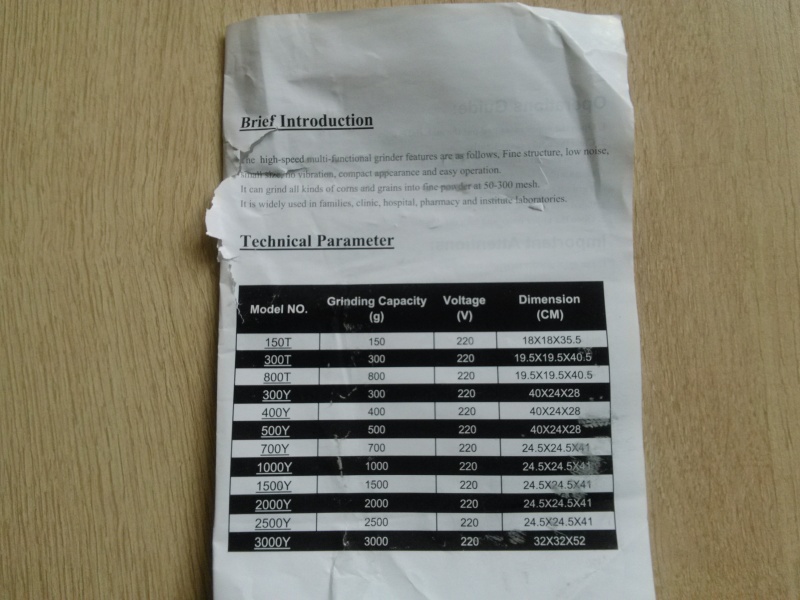 Brief Introduction
The high-speed multi-functional grinder features are as follows, Fine structure, low noise,
small size, no vibration, compact appearance and easy operation.
It can grind all kinds of corns and grains into fine powder at 50-300 mesh.
It is widely used in families, clinic, hospital, pharmacy and institute laboratories.
Technical Parameter
Model NO. Grinding Capacity (g) Voltage (V) Dimension (CM)
150T 150 220 18X18X35.5
300T 300 220 19.5X19.5X40.5
800T 800 220 19.5X19.5X40.5
300Y 300 220 40X24X28
400Y 400 220 40X24X28
500Y 500 220 40X24X28
700Y 700 220 24.5X24.5X41
1000Y 1000 220 24.5X24.5X41
1500Y 1500 220 24.5X24.5X41
2000Y 2000 220 24.5X24.5X41
2500Y 2500 220 24.5X24.5X41
3000Y 3000 220 32X32X52